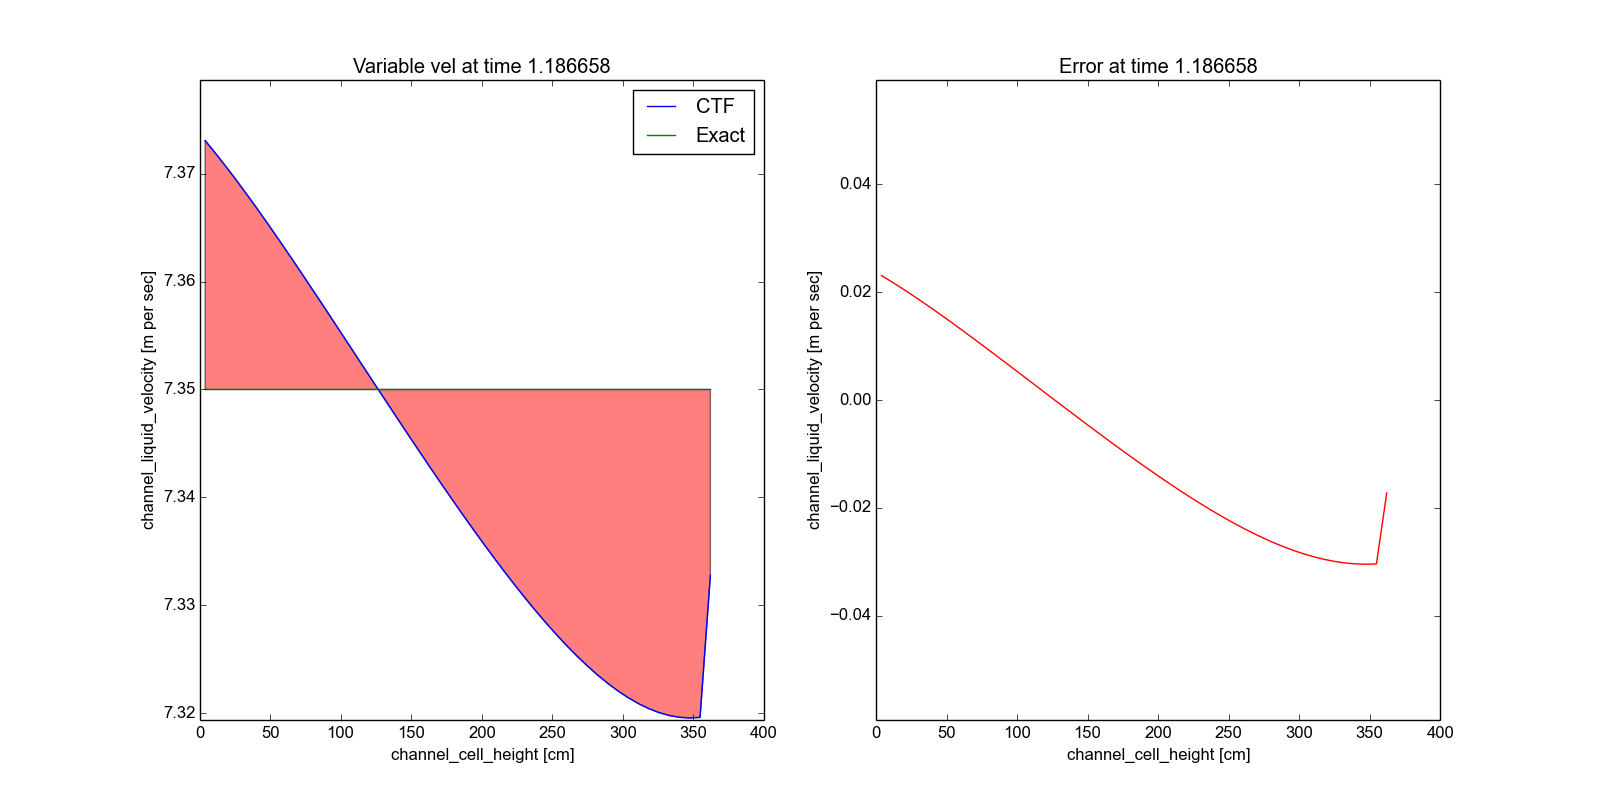 Variable vel at time 1.186658
CTF
Exact
7.37
7.36
7.35
7.34
7.33
7.32
channel_liquid_velocity [m per sec]
0 50 100 150 200 250 300 350 400
channel_cell_height [cm]
Error at time 1.186658
0.04
0.02
0.00
−0.02
−0.04
channel_liquid_velocity [m per sec]
0 50 100 150 200 250 300 350 400
channel_cell_height [cm]